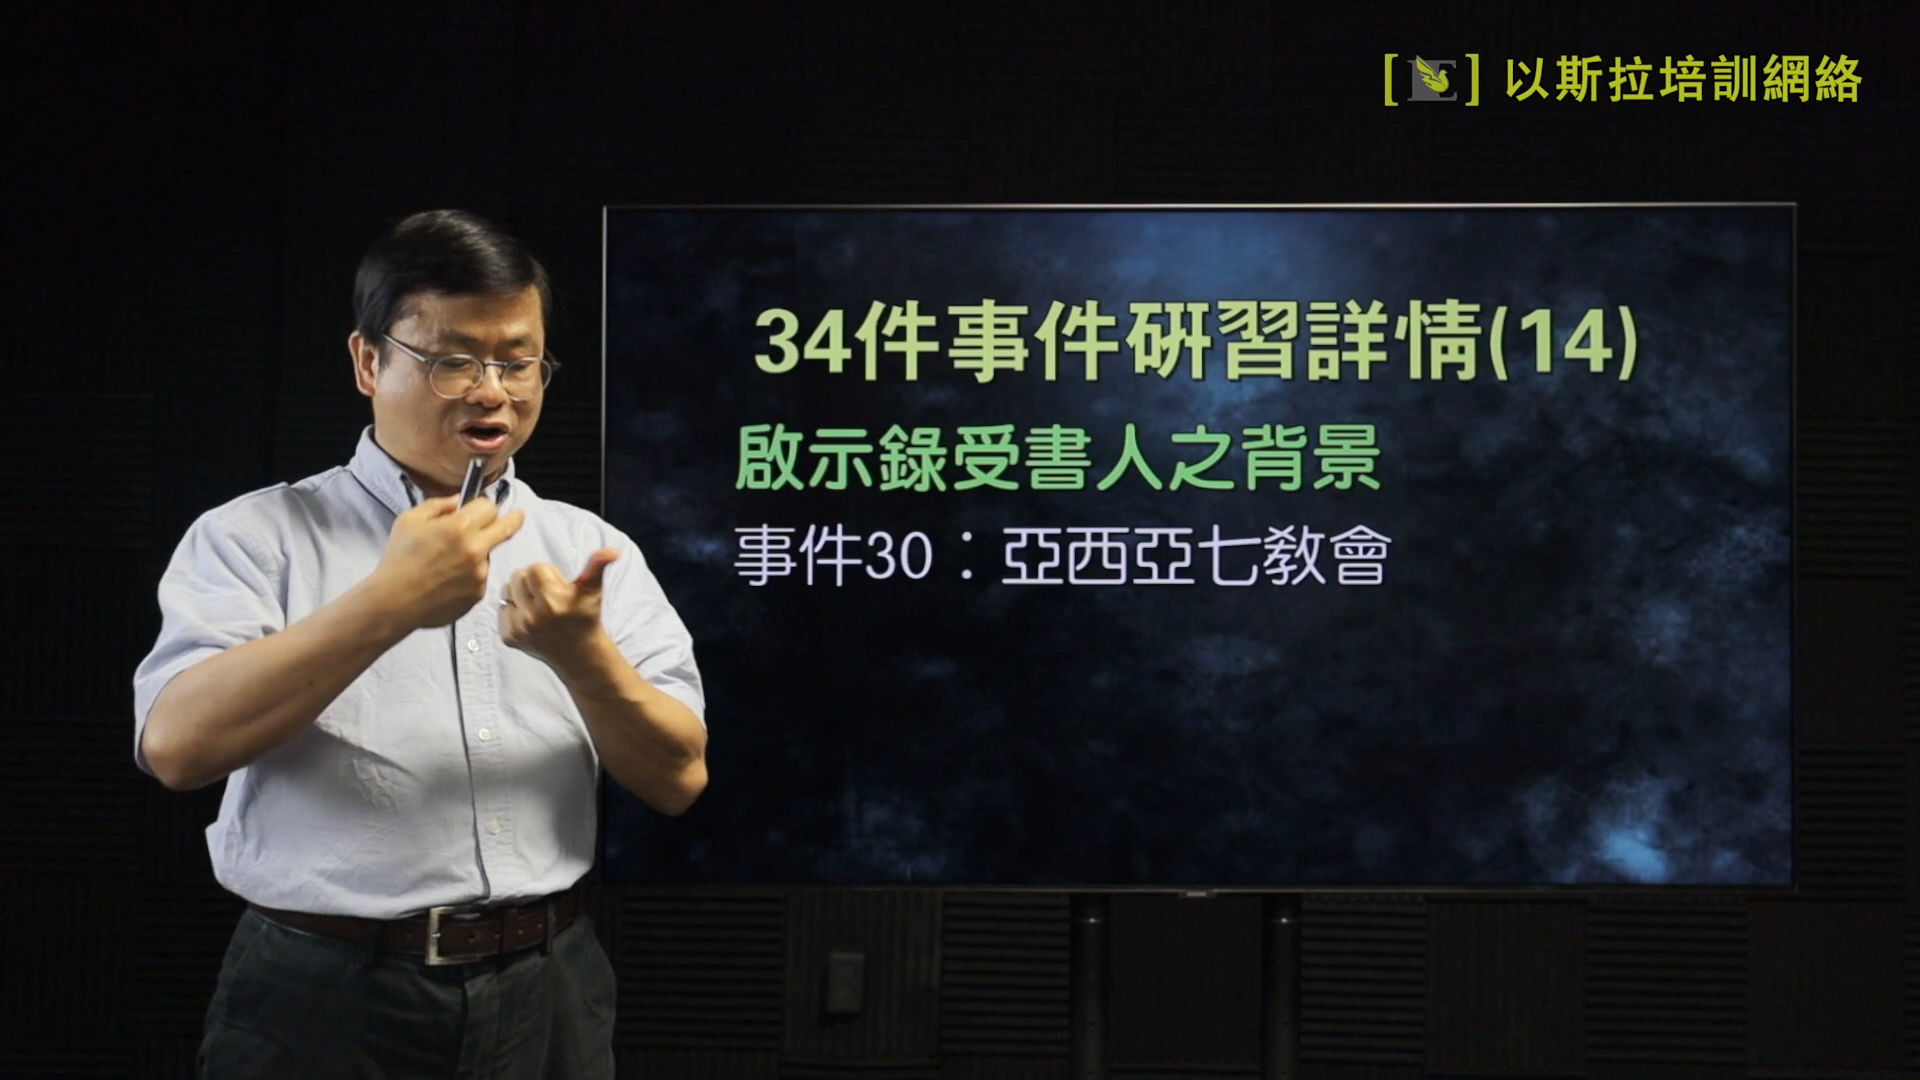 [E] 以斯拉培訓網絡
34件事件研習詳情(14)
啟示錄受書人之背景
事件30：亞西亞七教會